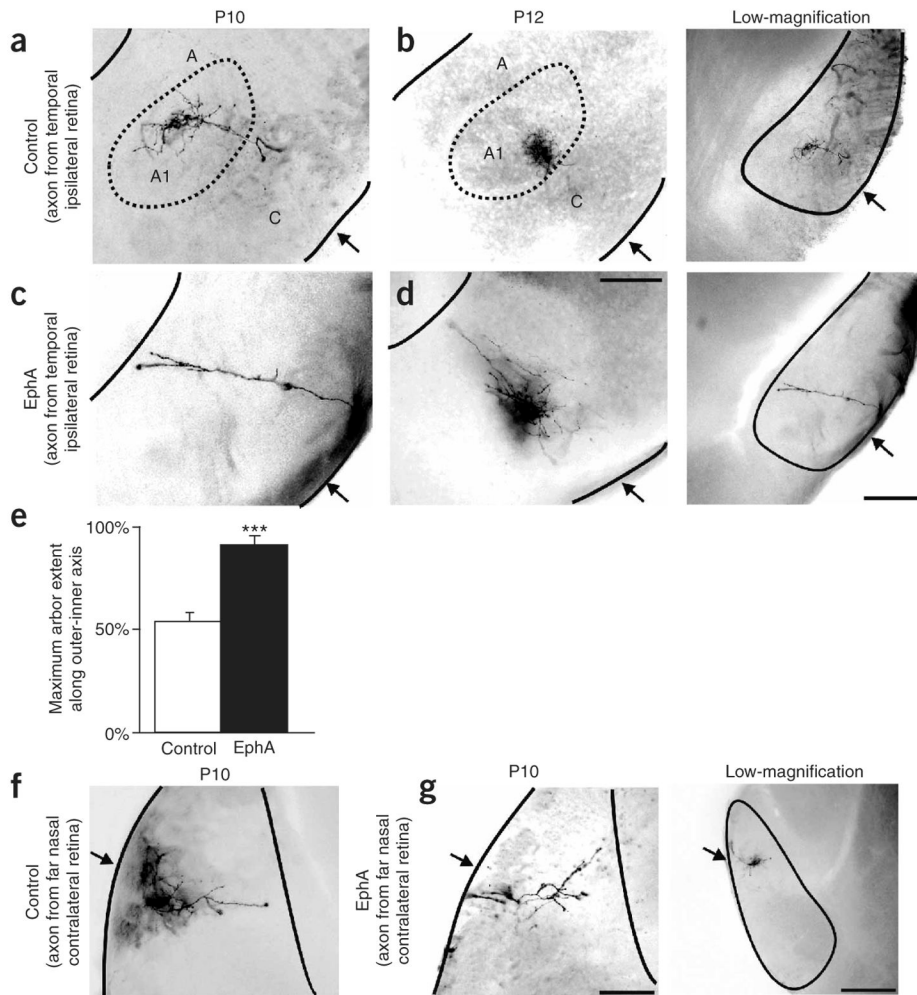 P10
P12
Low-magnification
a
b
Control
(axon from temporal
ipsilateral retina)
A
A1
C
A
A1
C
c
d
EphA
(axon from temporal
ipsilateral retina)
e
Maximum arbor extent
along outer-inner axis
100%
50%
0%
***
Control
EphA
f
P10
g
P10
Low-magnification
Control
(axon from far nasal
contralateral retina)
EphA
(axon from far nasal
contralateral retina)